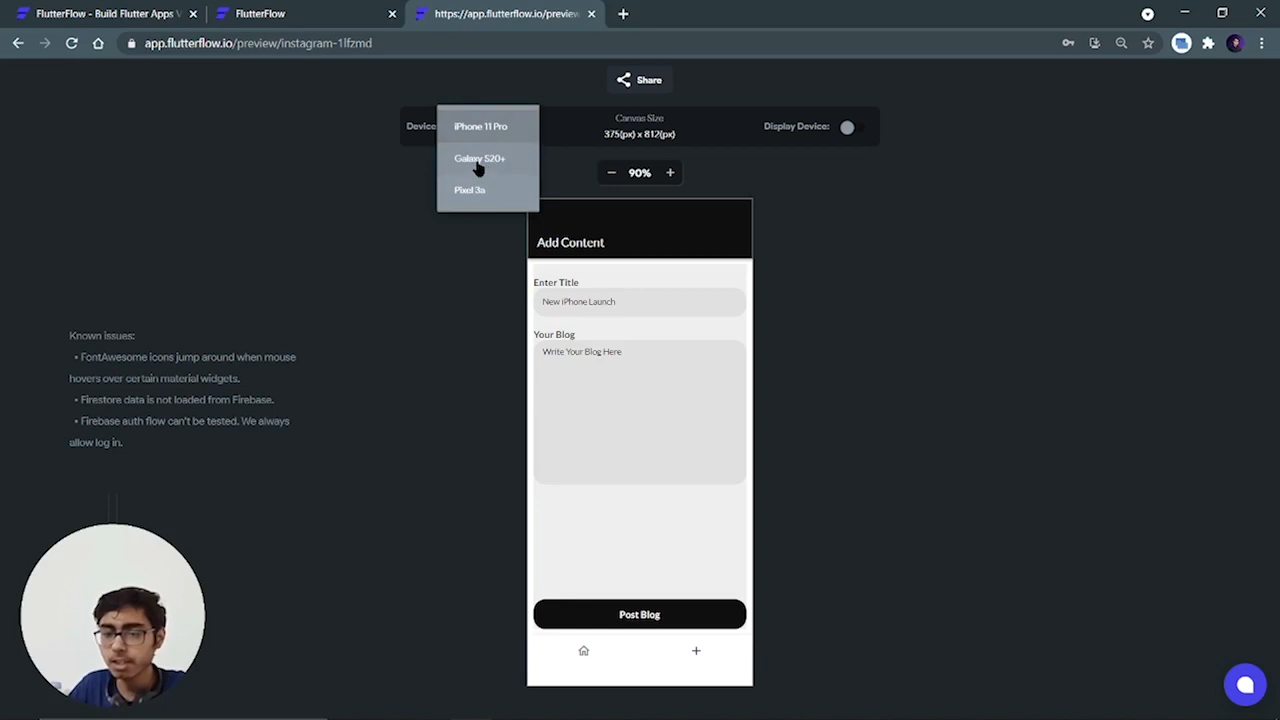 FlutterFlow - Build Flutter Apps V
FlutterFlow
https://app.flutterflow.io/preview
app.flutterflow.io/preview/instagram-1lfzmd
Share
Device
iPhone 11 Pro
Galaxy S20+
Pixel 3a
Canvas Size
375(px) x 812(px)
Display Device:
90%
Add Content
Enter Title
New iPhone Launch
Your Blog
Write Your Blog Here
Post Blog
Known issues:
• FontAwesome icons jump around when mouse
hovers over certain material widgets.
• Firestore data is not loaded from Firebase.
• Firebase auth flow can't be tested. We always
allow log in.